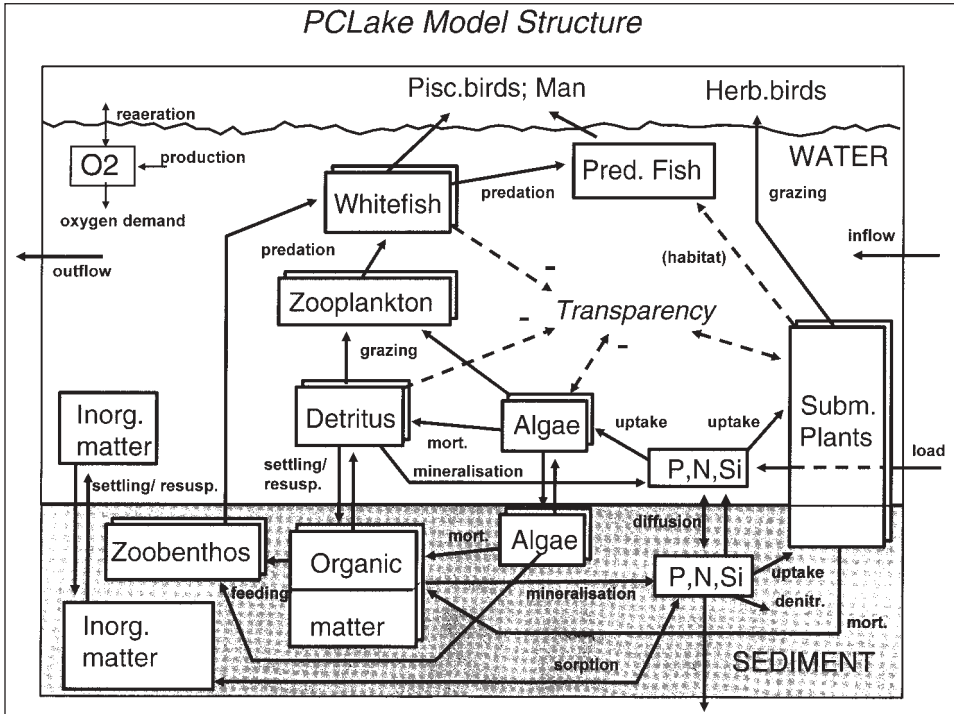 PCLake Model Structure
Pisc.birds; Man
Herb.birds
reaeration
O2
production
oxygen demand
WATER
Whitefish
predation
Pred. Fish
grazing
predation
(habitat)
inflow
outflow
Zooplankton
-
-
Transparency
-
grazing
Inorg.
matter
Detritus
mort.
Algae
uptake
uptake
Subm.
Plants
settling/
resusp.
mineralisation
P,N,Si
load
settling/ resusp.
diffusion
Zoobenthos
Organic
matter
mort.
Algae
feeding
mineralisation
P,N,Si
uptake
denitr.
mort.
Inorg.
matter
sorption
SEDIMENT